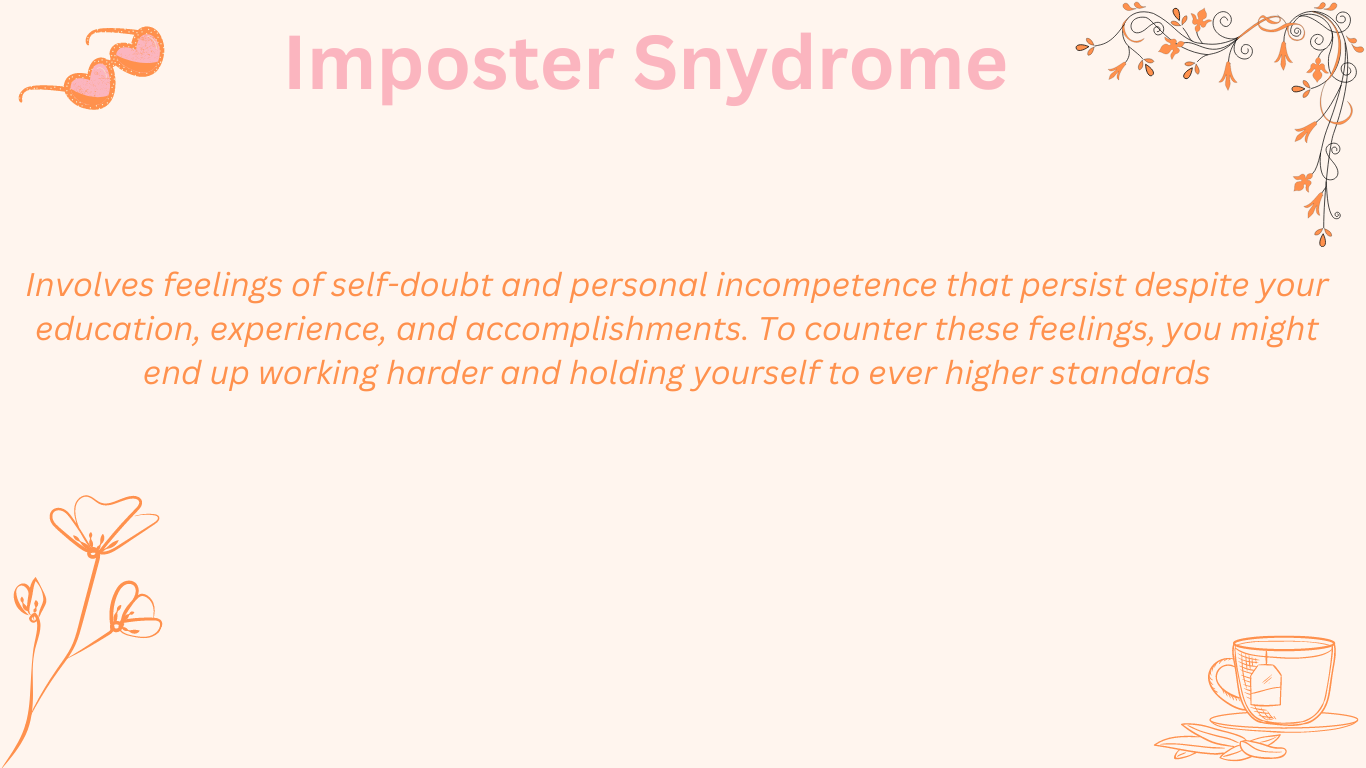 Imposter Snydrome
Involves feelings of self-doubt and personal incompetence that persist despite your
education, experience, and accomplishments. To counter these feelings, you might
end up working harder and holding yourself to ever higher standards